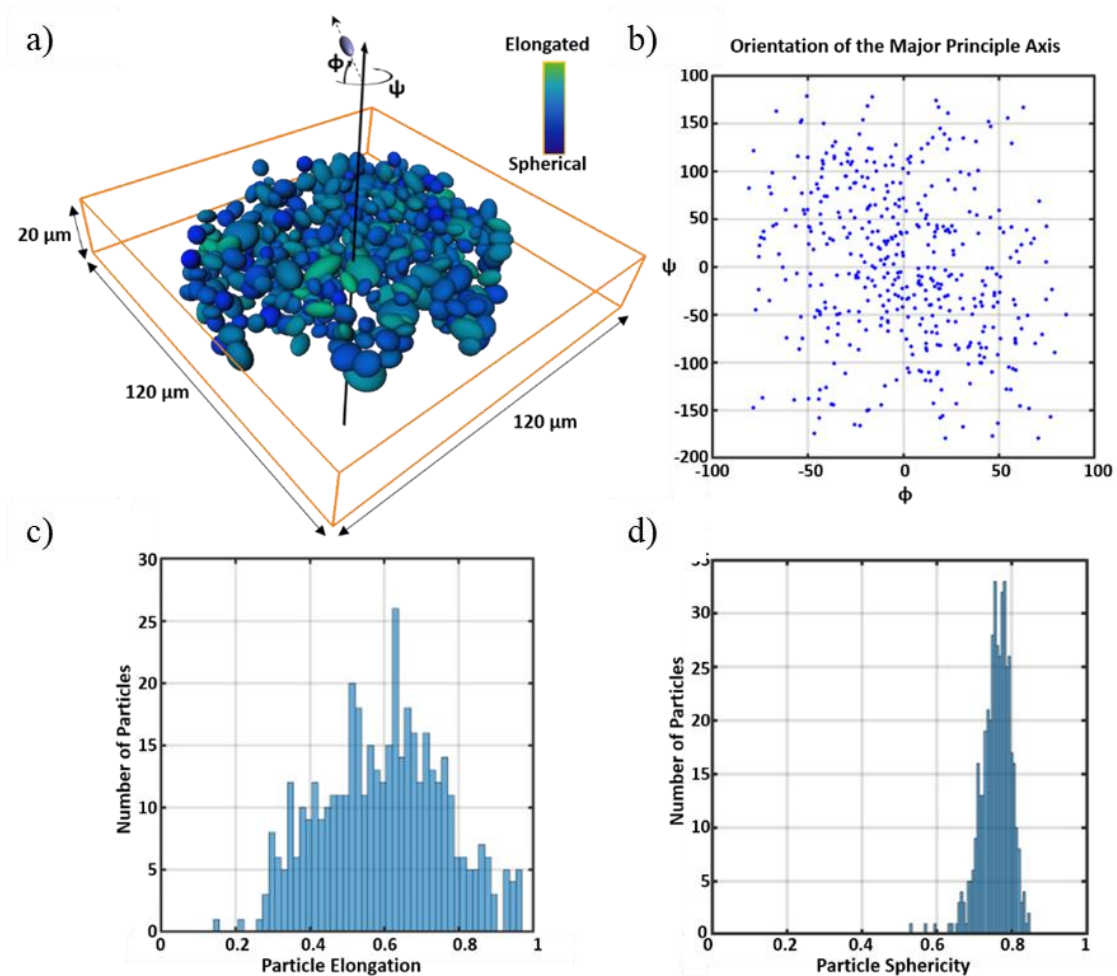 a)
ϕ
ψ
Elongated
Spherical
20 µm
120 µm
120 µm
b)
Orientation of the Major Principle Axis
100
150
100
50
0
-50
-100
-150
-200
ψ
-100
-50
0
50
100
ϕ
c)
30
25
20
15
10
5
0
Number of Particles
0
0.2
0.4
0.6
0.8
1
Particle Elongation
d)
30
25
20
15
10
5
0
Number of Particles
0
0.2
0.4
0.6
0.8
1
Particle Sphericity